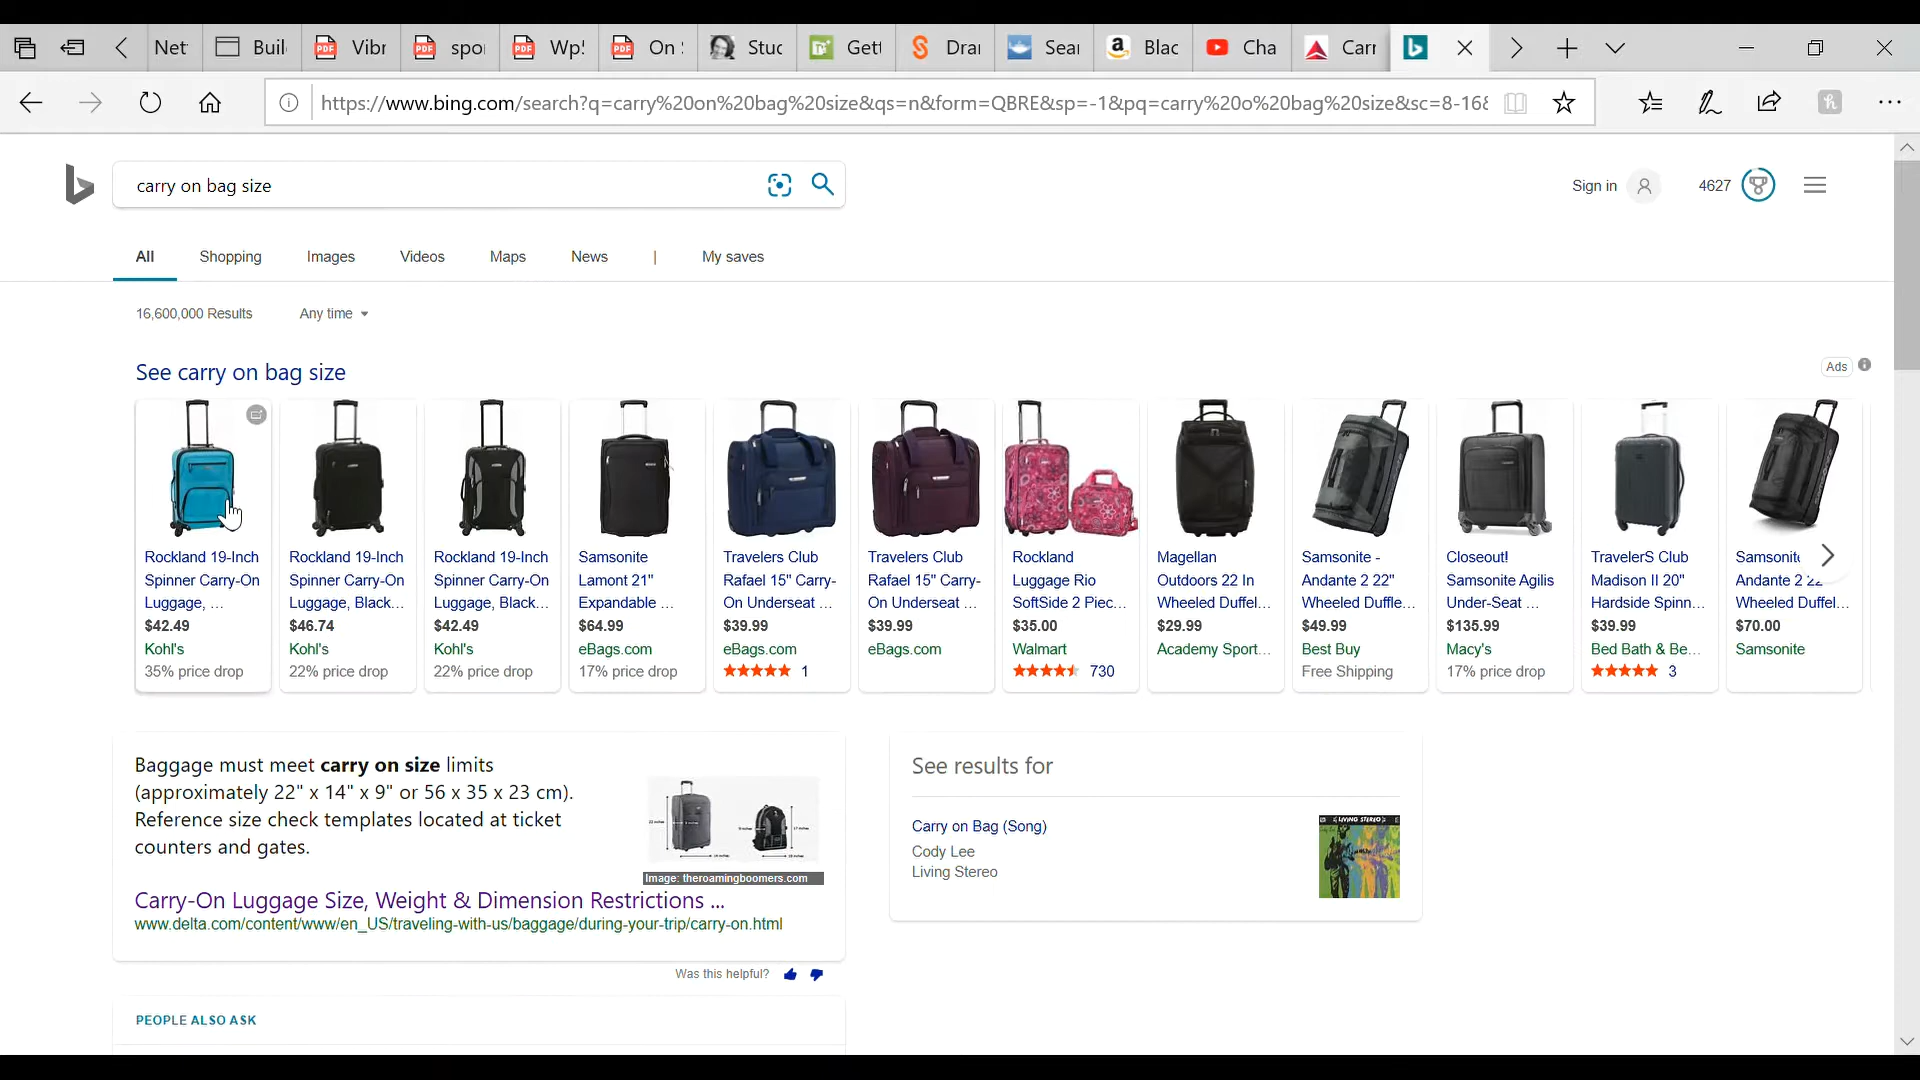 Net
Buil
Vibr
spor
Wp!
On
Stuc
Gett
Drai
Sear
Blac
Cha
Carr
https://www.bing.com/search?q=carry%20on%20bag%20size&qs=n&form=QBRE&sp=-1&pq=carry%20o%20bag%20size&sc=8-16&
carry on bag size
Sign in
4627
All
Shopping
Images
Videos
Maps
News
|
My saves
16,600,000 Results
Any time
See carry on bag size
Ads
Rockland 19-Inch
Spinner Carry-On
Luggage, ...
$42.49
Kohl's
35% price drop
Rockland 19-Inch
Spinner Carry-On
Luggage, Black...
$46.74
Kohl's
22% price drop
Rockland 19-Inch
Spinner Carry-On
Luggage, Black...
$42.49
Kohl's
22% price drop
Samsonite
Lamont 21"
Expandable ...
$64.99
eBags.com
17% price drop
Travelers Club
Rafael 15" Carry-
On Underseat ...
$39.99
eBags.com
1
Travelers Club
Rafael 15" Carry-
On Underseat ...
$39.99
eBags.com
Rockland
Luggage Rio
SoftSide 2 Piec...
$35.00
Walmart
730
Magellan
Outdoors 22 In
Wheeled Duffel...
$29.99
Academy Sport...
Samsonite -
Andante 2 22"
Wheeled Duffle...
$49.99
Best Buy
Free Shipping
Closeout!
Samsonite Agilis
Under-Seat ...
$135.99
Macy's
17% price drop
TravelerS Club
Madison II 20"
Hardside Spinn...
$39.99
Bed Bath & Be...
3
Samsonite
Andante 2 22"
Wheeled Duffel...
$70.00
Samsonite
Baggage must meet carry on size limits
(approximately 22" x 14" x 9" or 56 x 35 x 23 cm).
Reference size check templates located at ticket
counters and gates.
Image: theroamingboomers.com
Carry-On Luggage Size, Weight & Dimension Restrictions ...
www.delta.com/content/www/en_US/traveling-with-us/baggage/during-your-trip/carry-on.html
Was this helpful?
See results for
Carry on Bag (Song)
Cody Lee
Living Stereo
LIVING STEREO
PEOPLE ALSO ASK